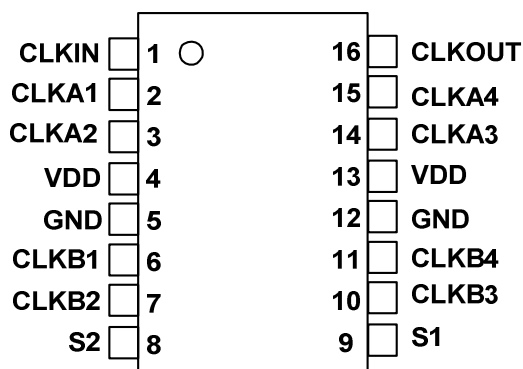 CLKIN 1 16 CLKOUT
CLKA1 2 15 CLKA4
CLKA2 3 14 CLKA3
VDD 4 13 VDD
GND 5 12 GND
CLKB1 6 11 CLKB4
CLKB2 7 10 CLKB3
S2 8 9 S1